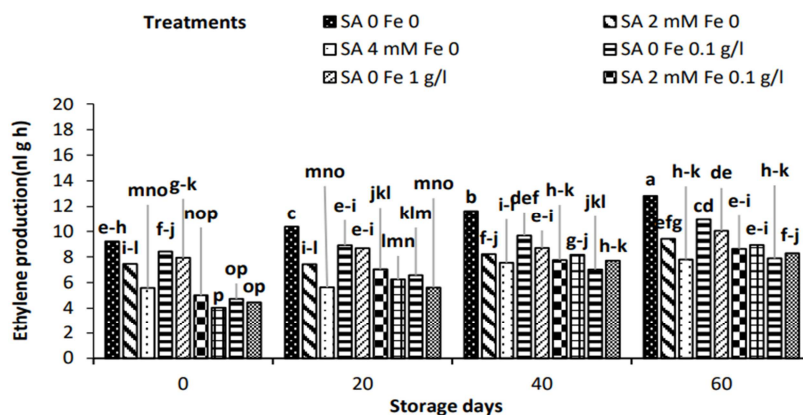 Treatments
SA 0 Fe 0
SA 2 mM Fe 0
SA 4 mM Fe 0
SA 0 Fe 0.1 g/l
SA 0 Fe 1 g/l
SA 2 mM Fe 0.1 g/l
Ethylene production(nl g h)
20
18
16
14
12
10
8
6
4
2
0
e-h
i-l
mno
f-j
g-k
nop
p
op
op
c
i-l
mno
e-i
e-i
jkl
lmn
klm
mno
b
f-j
def
e-i
h-k
g-j
jkl
h-k
a
efg
h-k
cd
de
e-i
e-i
h-k
f-j
0
20
40
60
Storage days